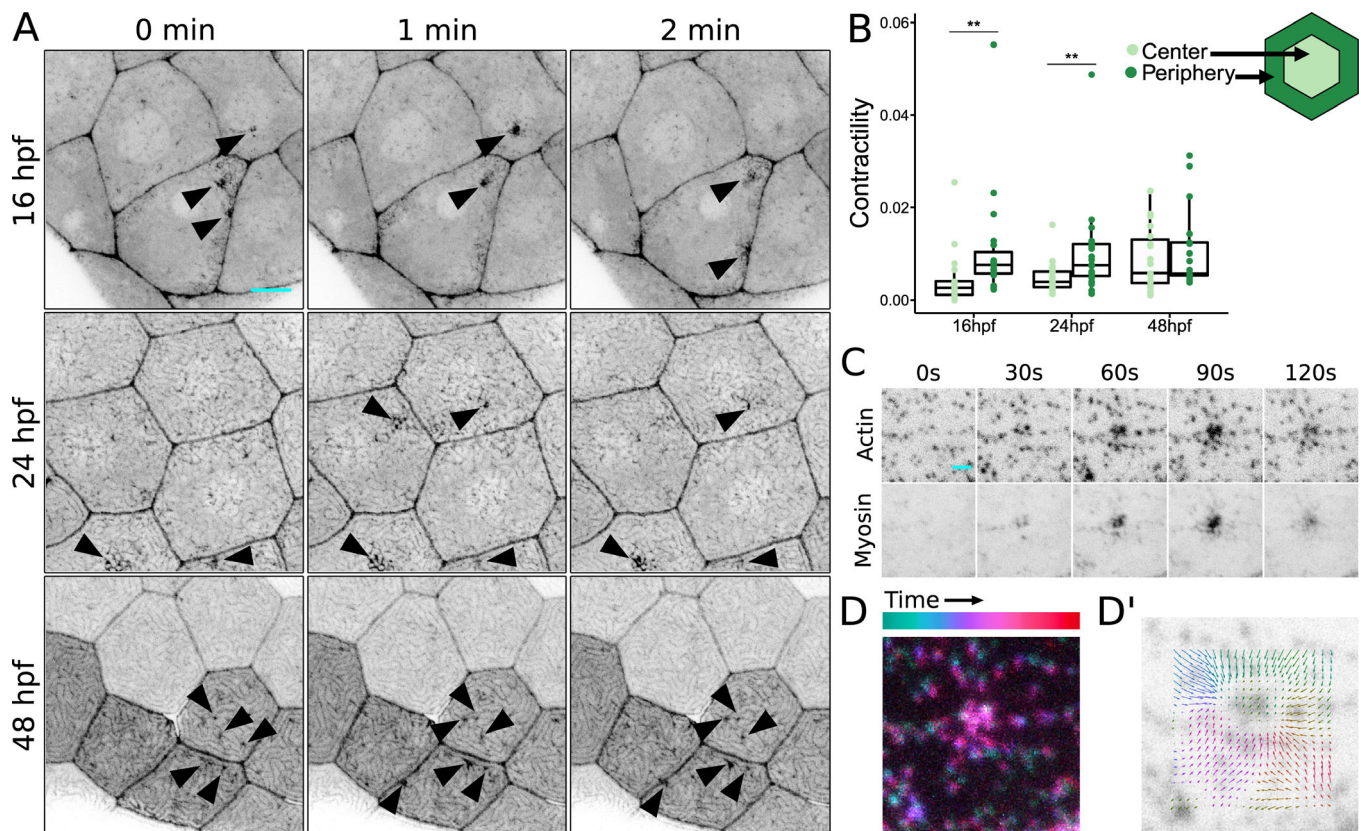 A
0 min
1 min
2 min
16 hpf
24 hpf
48 hpf
B
0.06
0.04
0.02
0.00
Contractility
**
**
16hpf
24hpf
48hpf
Center
Periphery
C
0s
30s
60s
90s
120s
Actin
Myosin
D
Time
D'